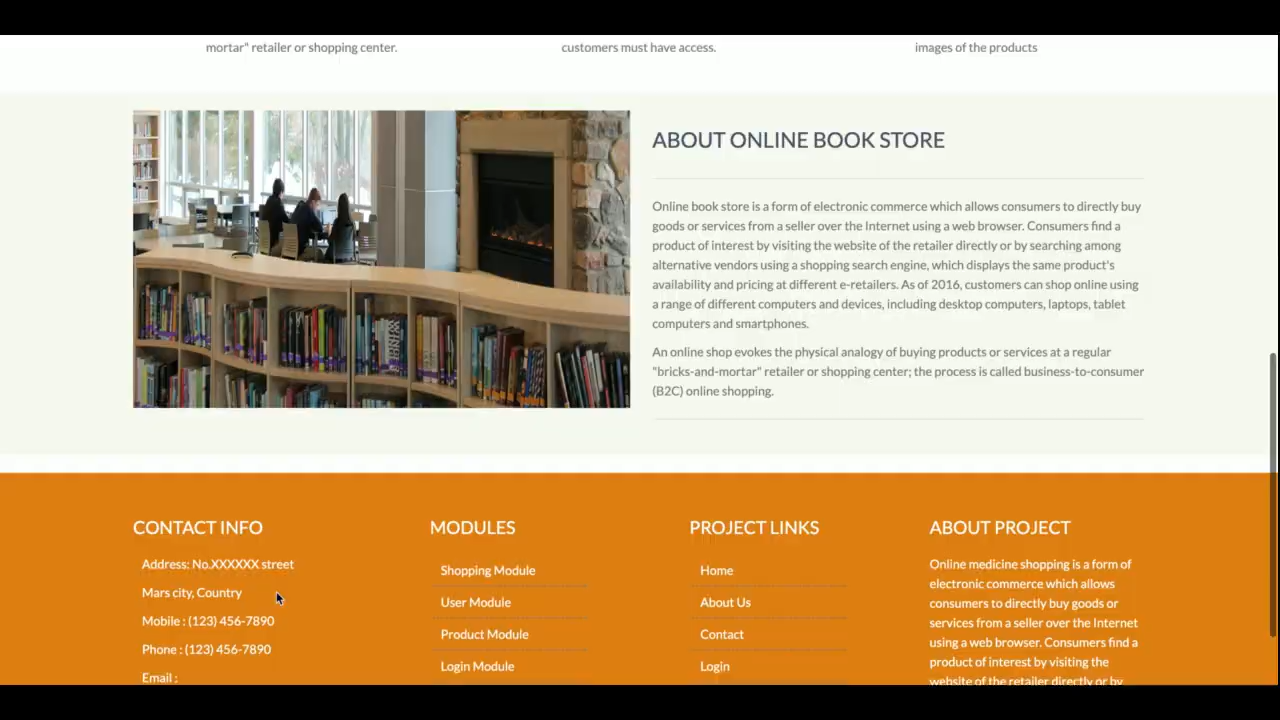 mortar" retailer or shopping center.
customers must have access.
images of the products
ABOUT ONLINE BOOK STORE
Online book store is a form of electronic commerce which allows consumers to directly buy
goods or services from a seller over the Internet using a web browser. Consumers find a
product of interest by visiting the website of the retailer directly or by searching among
alternative vendors using a shopping search engine, which displays the same product's
availability and pricing at different e-retailers. As of 2016, customers can shop online using
a range of different computers and devices, including desktop computers, laptops, tablet
computers and smartphones.
An online shop evokes the physical analogy of buying products or services at a regular
"bricks-and-mortar" retailer or shopping center; the process is called business-to-consumer
(B2C) online shopping.
CONTACT INFO
Address: No.XXXXXX street
Mars city, Country
Mobile : (123) 456-7890
Phone : (123) 456-7890
Email :
MODULES
Shopping Module
User Module
Product Module
Login Module
PROJECT LINKS
Home
About Us
Contact
Login
ABOUT PROJECT
Online medicine shopping is a form of
electronic commerce which allows
consumers to directly buy goods or
services from a seller over the Internet
using a web browser. Consumers find a
product of interest by visiting the
website of the retailer directly or by